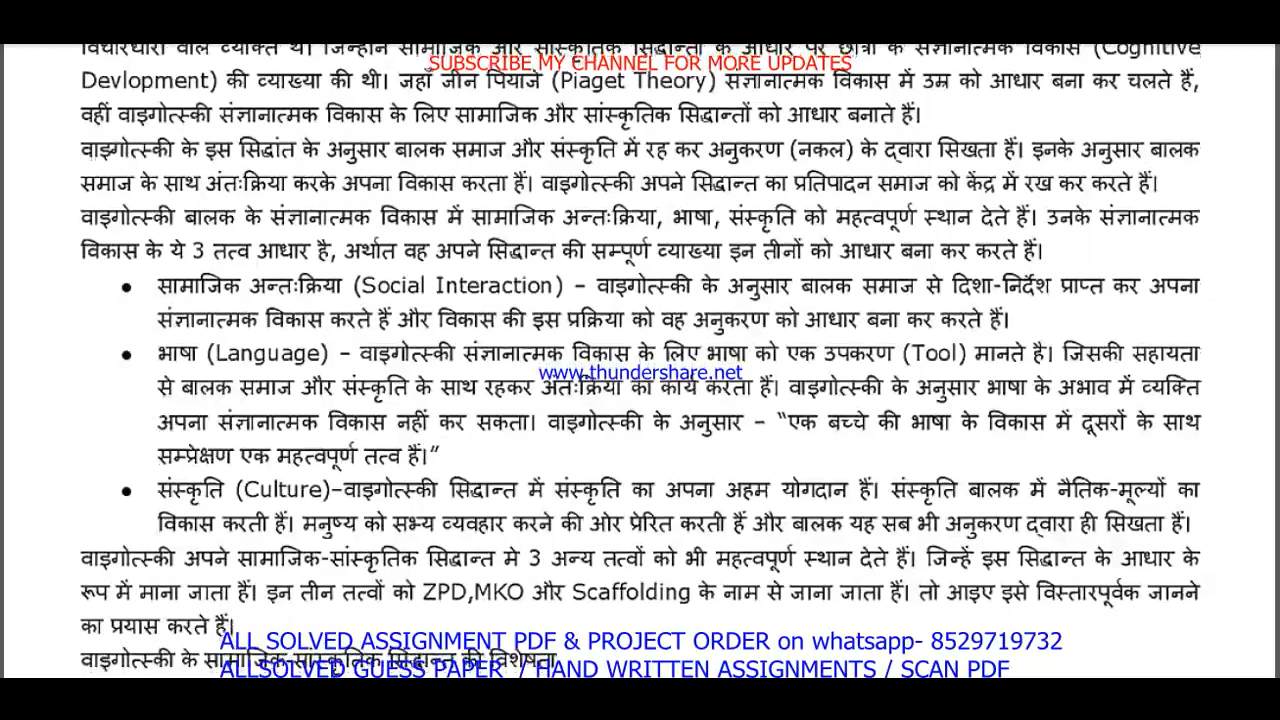 विचारधारा वाले व्यक्ति थे। जिन्होंने सामाजिक और सांस्कृतिक सिद्धान्तों के आधार पर छात्रों के संज्ञानात्मक विकास (Cognitive
SUBSCRIBE MY CHANNEL FOR MORE UPDATES
Devlopment) की व्याख्या की थी। जहाँ जीन पियाजे (Piaget Theory) संज्ञानात्मक विकास में उम्र को आधार बना कर चलते हैं,
वहीं वाइगोत्स्की संज्ञानात्मक विकास के लिए सामाजिक और सांस्कृतिक सिद्धान्तों को आधार बनाते हैं।
वाइगोत्स्की के इस सिद्धांत के अनुसार बालक समाज और संस्कृति में रह कर अनुकरण (नकल) के द्वारा सिखता हैं। इनके अनुसार बालक
समाज के साथ अंतःक्रिया करके अपना विकास करता हैं। वाइगोत्स्की अपने सिद्धान्त का प्रतिपादन समाज को केंद्र में रख कर करते हैं।
वाइगोत्स्की बालक के संज्ञानात्मक विकास में सामाजिक अन्तःक्रिया, भाषा, संस्कृति को महत्वपूर्ण स्थान देते हैं। उनके संज्ञानात्मक
विकास के ये 3 तत्व आधार है, अर्थात वह अपने सिद्धान्त की सम्पूर्ण व्याख्या इन तीनों को आधार बना कर करते हैं।
• सामाजिक अन्तःक्रिया (Social Interaction) – वाइगोत्स्की के अनुसार बालक समाज से दिशा-निर्देश प्राप्त कर अपना
संज्ञानात्मक विकास करते हैं और विकास की इस प्रक्रिया को वह अनुकरण को आधार बना कर करते हैं।
• भाषा (Language) – वाइगोत्स्की संज्ञानात्मक विकास के लिए भाषा को एक उपकरण (Tool) मानते है। जिसकी सहायता
www.thundershare.net
से बालक समाज और संस्कृति के साथ रहकर अंतःक्रिया का कार्य करता हैं। वाइगोत्स्की के अनुसार भाषा के अभाव में व्यक्ति
अपना संज्ञानात्मक विकास नहीं कर सकता। वाइगोत्स्की के अनुसार – “एक बच्चे की भाषा के विकास में दूसरों के साथ
सम्प्रेक्षण एक महत्वपूर्ण तत्व हैं।”
• संस्कृति (Culture)–वाइगोत्स्की सिद्धान्त में संस्कृति का अपना अहम योगदान हैं। संस्कृति बालक में नैतिक-मूल्यों का
विकास करती हैं। मनुष्य को सभ्य व्यवहार करने की ओर प्रेरित करती हैं और बालक यह सब भी अनुकरण द्वारा ही सिखता हैं।
वाइगोत्स्की अपने सामाजिक-सांस्कृतिक सिद्धान्त मे 3 अन्य तत्वों को भी महत्वपूर्ण स्थान देते हैं। जिन्हें इस सिद्धान्त के आधार के
रूप में माना जाता हैं। इन तीन तत्वों को ZPD,MKO और Scaffolding के नाम से जाना जाता हैं। तो आइए इसे विस्तारपूर्वक जानने
का प्रयास करते हैं।
ALL SOLVED ASSIGNMENT PDF & PROJECT ORDER on whatsapp- 8529719732
वाइगोत्स्की के सामाजिक-सांस्कृतिक सिद्धान्त की विशेषता
ALLSOLVED GUESS PAPER / HAND WRITTEN ASSIGNMENTS / SCAN PDF